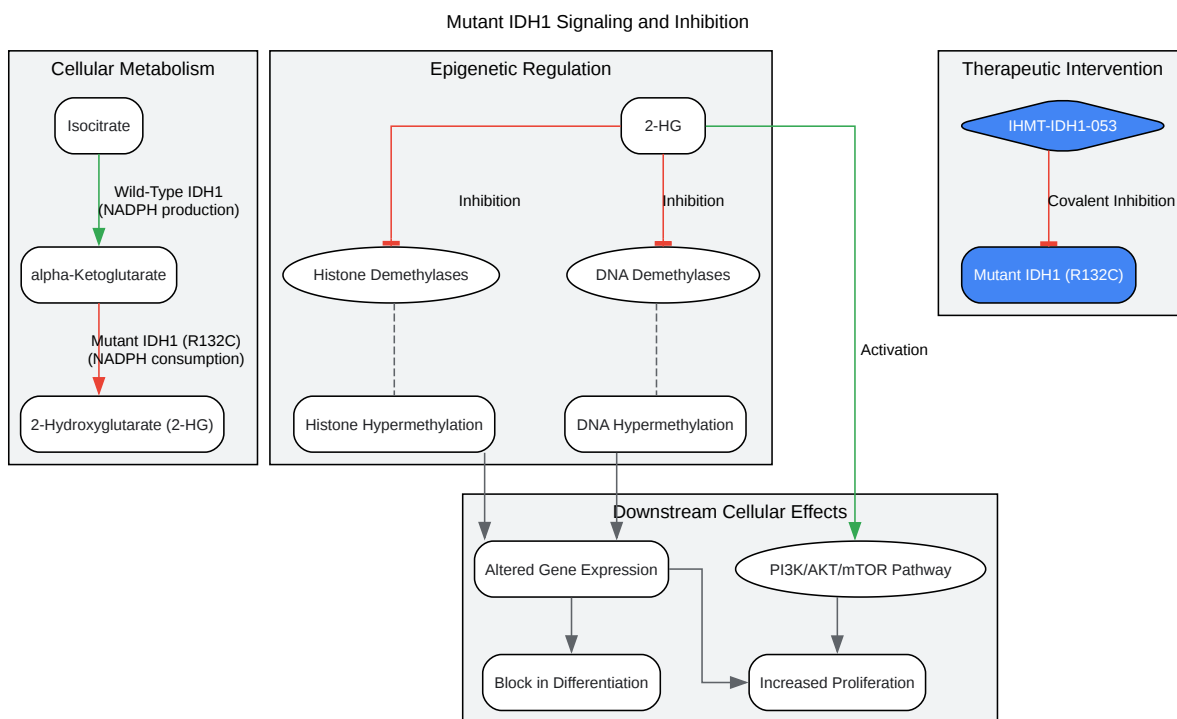 Mutant IDH1 Signaling and Inhibition
Cellular Metabolism
Isocitrate
Wild-Type IDH1
(NADPH production)
alpha-Ketoglutarate
Mutant IDH1 (R132C)
(NADPH consumption)
2-Hydroxyglutarate (2-HG)
Epigenetic Regulation
2-HG
Inhibition
Inhibition
Histone Demethylases
DNA Demethylases
Histone Hypermethylation
DNA Hypermethylation
Activation
Therapeutic Intervention
IHMT-IDH1-053
Covalent Inhibition
Mutant IDH1 (R132C)
Downstream Cellular Effects
Altered Gene Expression
PI3K/AKT/mTOR Pathway
Block in Differentiation
Increased Proliferation